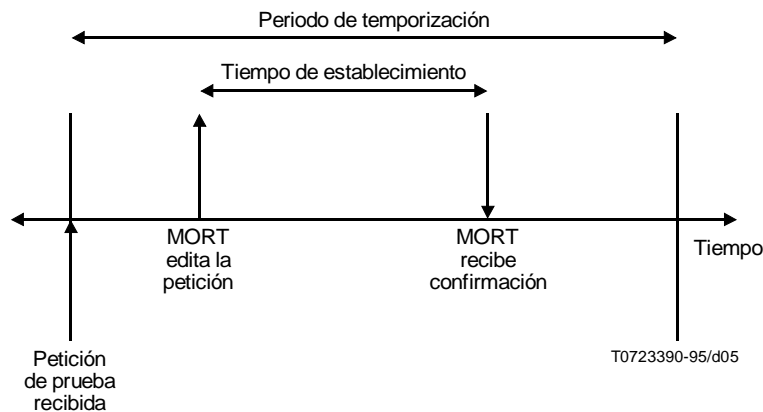 Periodo de temporización
Tiempo de establecimiento
MORT
edita la
petición
MORT
recibe
confirmación
Tiempo
Petición
de prueba
recibida
T0723390-95/d05